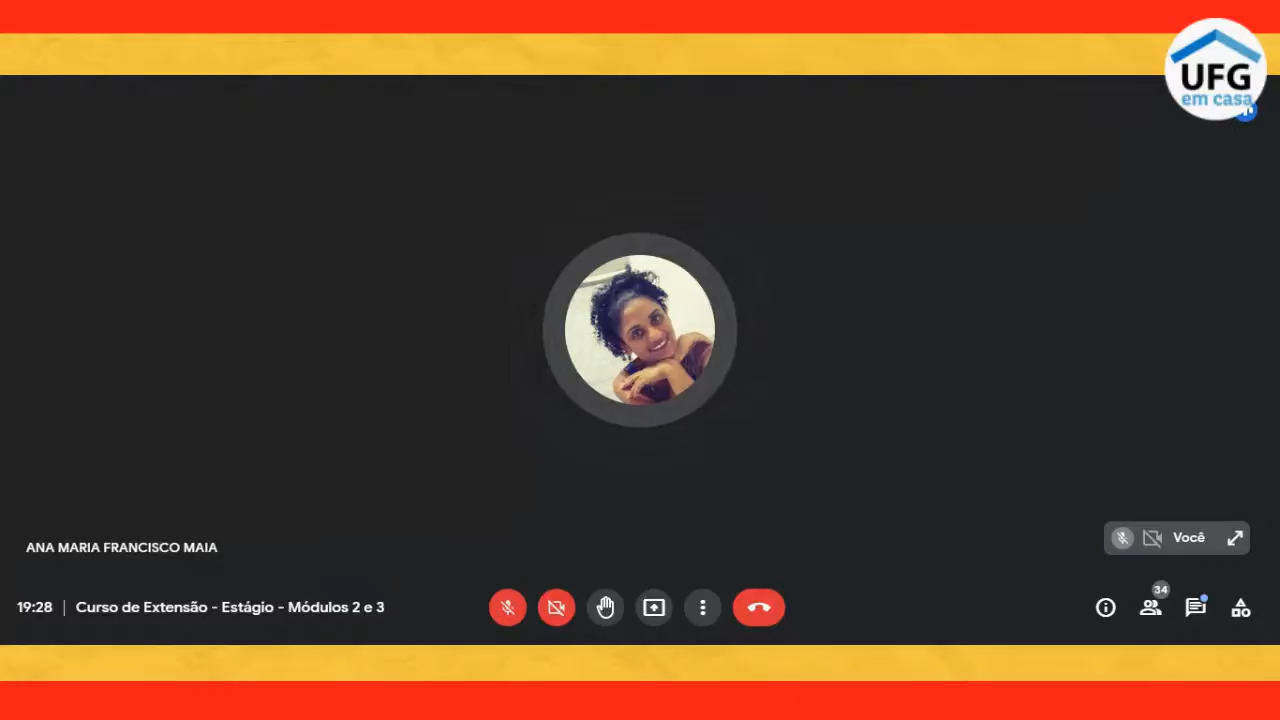 UFG
em casa
ANA MARIA FRANCISCO MAIA
Você
19:28 | Curso de Extensão - Estágio - Módulos 2 e 3
34